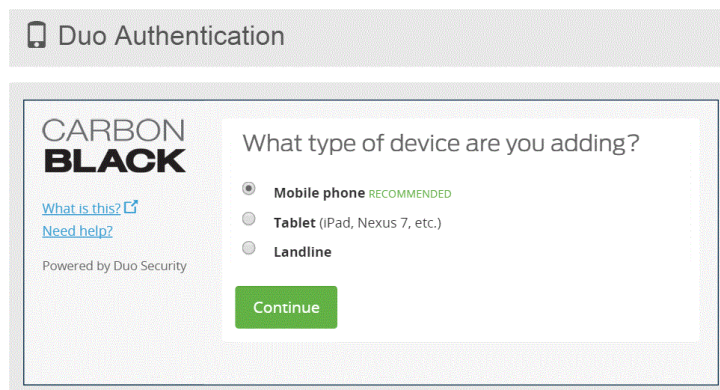 Duo Authentication
CARBON
BLACK
What is this?
Need help?
Powered by Duo Security
What type of device are you adding?
Mobile phone RECOMMENDED
Tablet (iPad, Nexus 7, etc.)
Landline
Continue